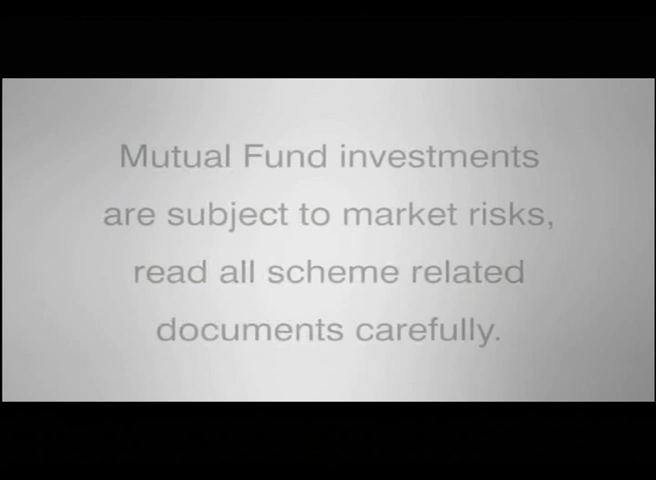 Mutual Fund investments
are subject to market risks,
read all scheme related
documents carefully.